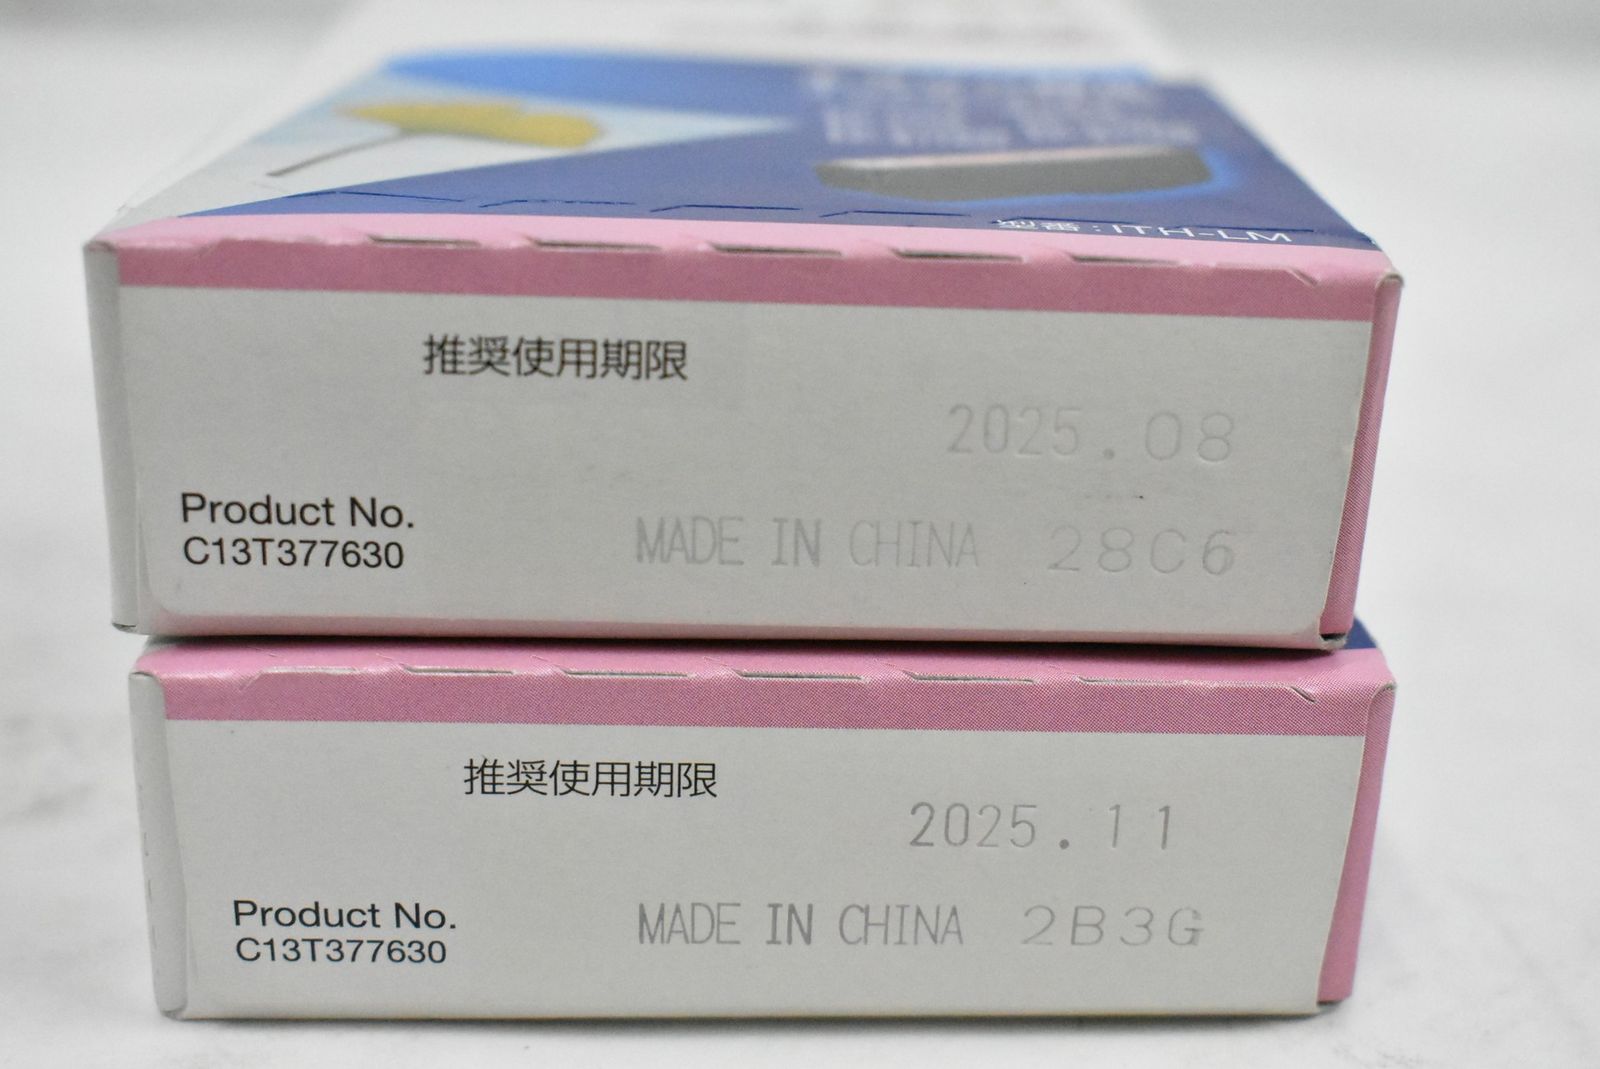 型番：ITH-LM
推奨使用期限
2025.08
Product No.
C13T377630
MADE IN CHINA 28C6
推奨使用期限
2025.11
Product No.
C13T377630
MADE IN CHINA 2B3G